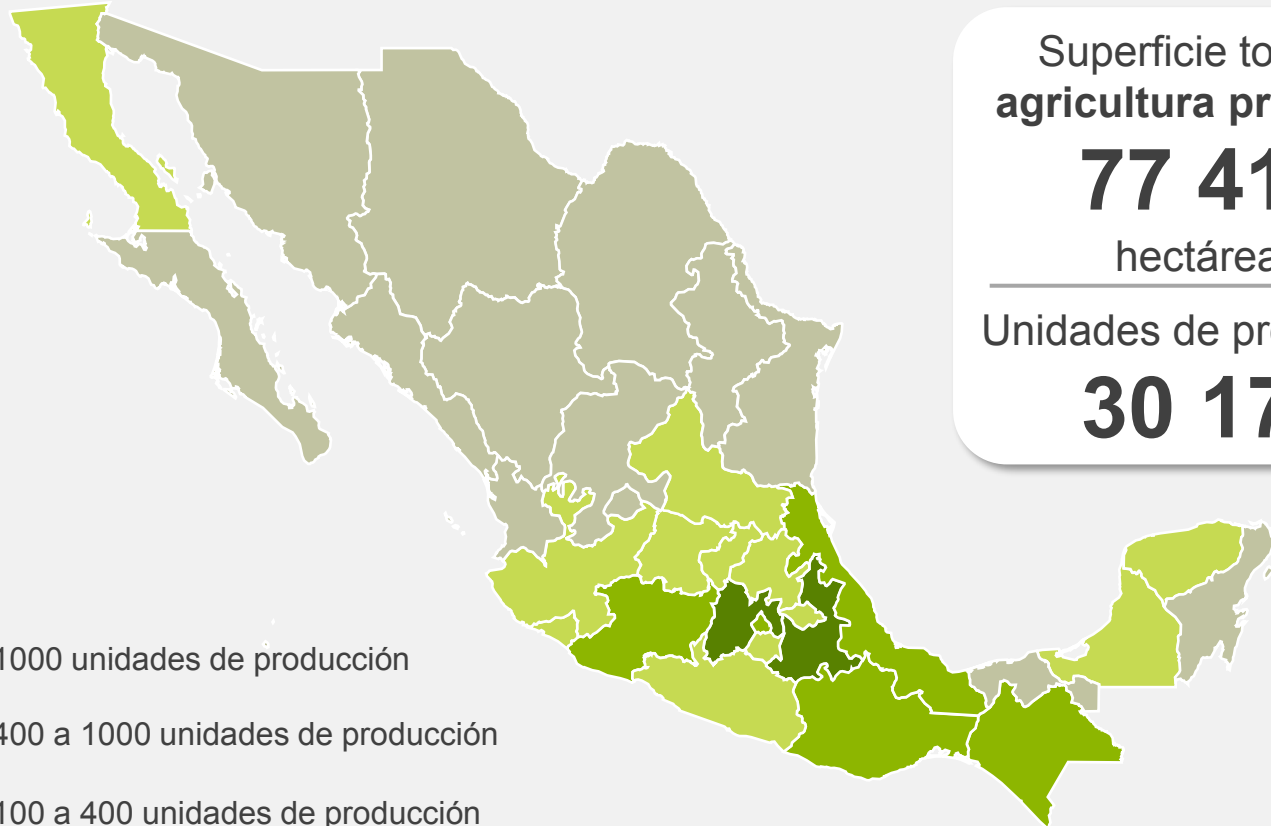 Superficie to
agricultura pr
77 41
hectárea
Unidades de pr
30 17
1000 unidades de producción
400 a 1000 unidades de producción
100 a 400 unidades de producción